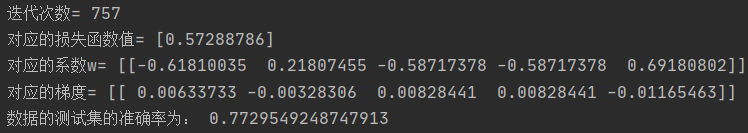 迭代次数= 757
对应的损失函数值= [0.57288786]
对应的系数w= [[-0.61810035  0.21807455 -0.58717378 -0.58717378  0.69180802]]
对应的梯度= [[ 0.00633733 -0.00328306  0.00828441  0.00828441 -0.01165463]]
数据的测试集的准确率为： 0.7729549248747913